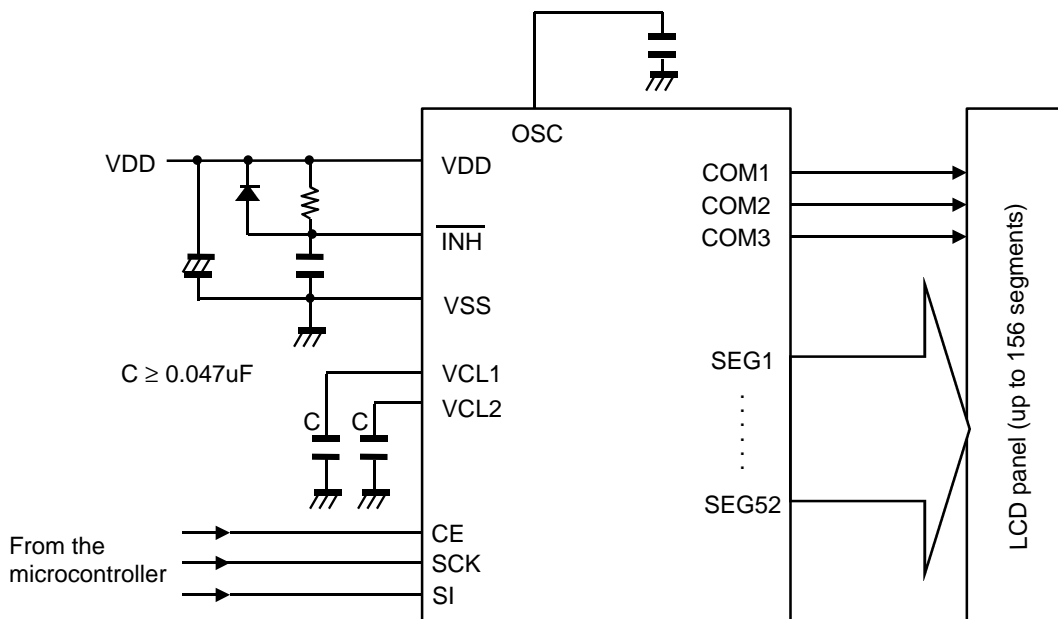 OSC
VDD
VDD
COM1
COM2
INH
COM3
VSS
C ≥ 0.047uF
VCL1
VCL2
C
C
SEG1
SEG52
CE
SCK
SI
From the
microcontroller
LCD panel (up to 156 segments)